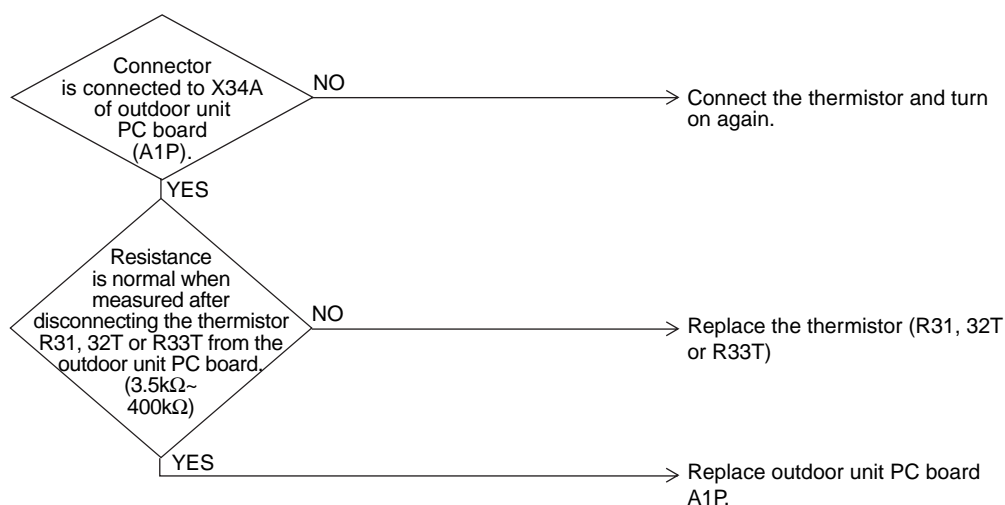 Connector
is connected to X34A
of outdoor unit
PC board
(A1P).
NO
Connect the thermistor and turn
on again.
YES
Resistance
is normal when
measured after
disconnecting the thermistor
R31, 32T or R33T from the
outdoor unit PC board.
(3.5kΩ~
400kΩ)
NO
Replace the thermistor (R31, 32T
or R33T)
YES
Replace outdoor unit PC board
A1P.